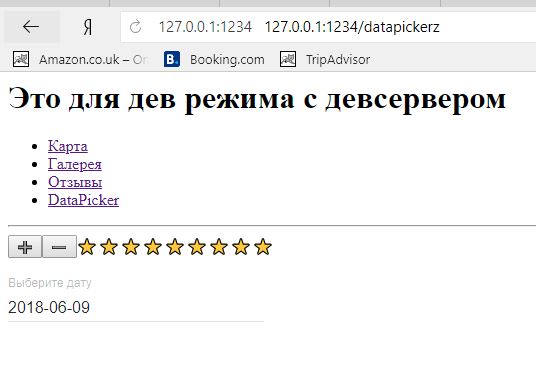 Я 127.0.0.1:1234 127.0.0.1:1234/datapickerz
Amazon.co.uk – On B. Booking.com TripAdvisor
Это для дев режима с девсервером
Карта
Галерея
Отзывы
DataPicker
Выберите дату
2018-06-09